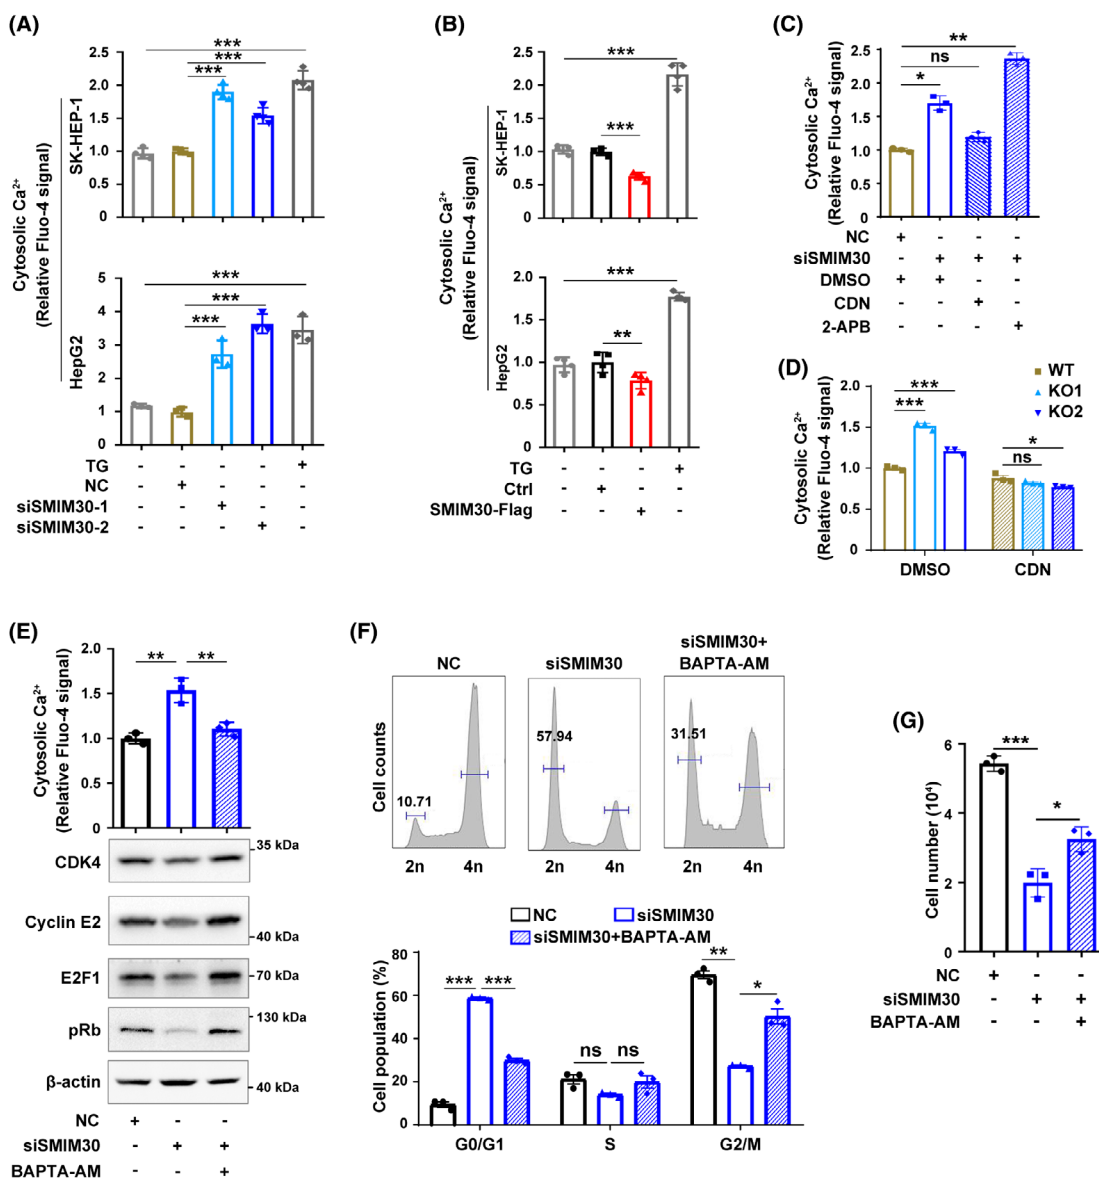 (A)
***
***
***
2.5
2.0
1.5
1.0
0.5
0
SK-HEP-1
Cytosolic Ca²⁺
(Relative Fluo-4 signal)
***
***
***
5
4
3
2
1
0
HepG2
TG - - - - +
NC - + - - -
siSMIM30-1 - - + - -
siSMIM30-2 - - - + -
(B)
***
***
2.5
2.0
1.5
1.0
0.5
0
SK-HEP-1
Cytosolic Ca²⁺
(Relative Fluo-4 signal)
***
**
2.0
1.5
1.0
0.5
0
HepG2
TG - - - +
Ctrl - + - -
SMIM30-Flag - - + -
(C)
**
ns
*
2.5
2.0
1.5
1.0
0.5
0
Cytosolic Ca²⁺
(Relative Fluo-4 signal)
NC + - - -
siSMIM30 - + + +
DMSO + + - -
CDN - - + -
2-APB - - - +
(D)
WT
KO1
KO2
***
***
*
ns
2.0
1.5
1.0
0.5
0
Cytosolic Ca²⁺
(Relative Fluo-4 signal)
DMSO CDN
(E)
** **
2.0
1.5
1.0
0.5
0
Cytosolic Ca²⁺
(Relative Fluo-4 signal)
CDK4 35 kDa
Cyclin E2 40 kDa
E2F1 70 kDa
pRb 130 kDa
β-actin 40 kDa
NC + - -
siSMIM30 - + +
BAPTA-AM - - +
(F)
NC siSMIM30 siSMIM30+
BAPTA-AM
10.71 57.94 31.51
Cell counts
2n 4n 2n 4n 2n 4n
NC siSMIM30
siSMIM30+BAPTA-AM
*** *** ns ns ** *
80
60
40
20
0
Cell population (%)
G0/G1 S G2/M
(G)
***
*
6
4
2
0
Cell number (10⁴)
NC + - -
siSMIM30 - + +
BAPTA-AM - - +